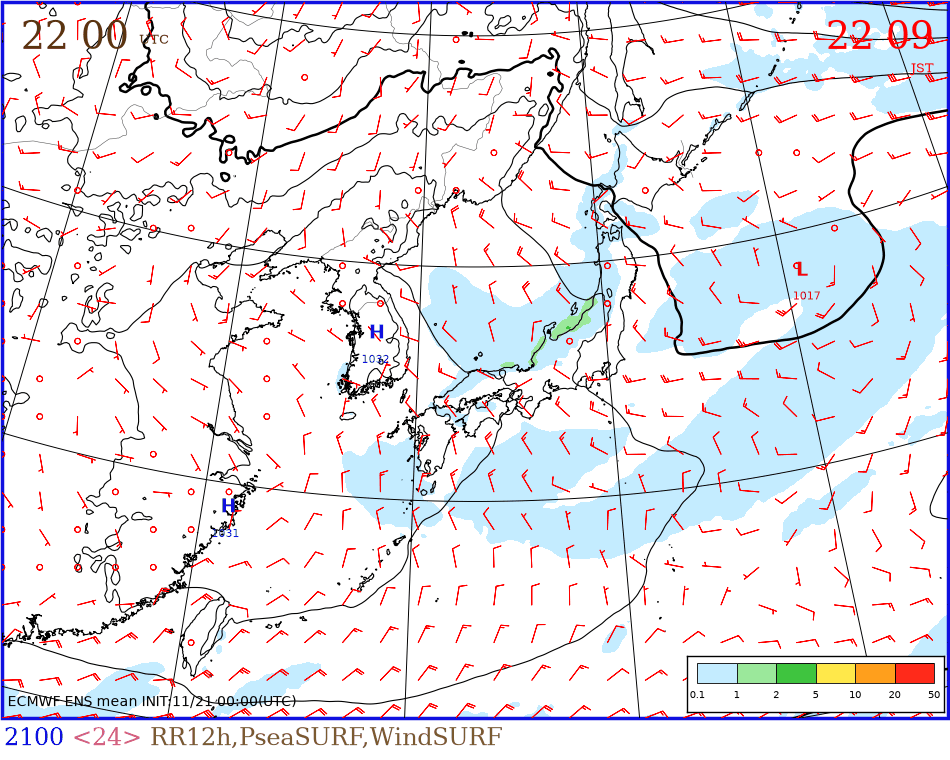 22 00 UTC
22 09
JST
L
1017
H
1032
H
1031
0.1 1 2 5 10 20 50
ECMWF ENS mean INIT:11/21 00:00(UTC)
2100 <24> RR12h,PseaSURF,WindSURF